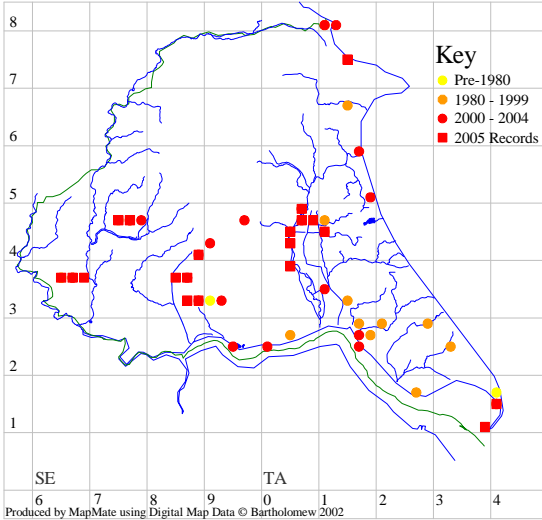 8
Key
Pre-1980
7
1980 - 1999
2000 - 2004
2005 Records
6
5
4
3
2
1
SE TA
6 7 8 9 0 1 2 3 4
Produced by MapMate using Digital Map Data © Bartholomew 2002